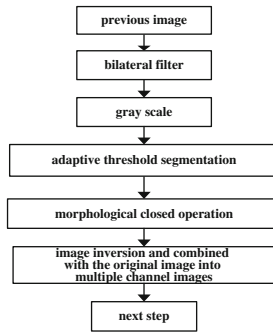 previous image
bilateral filter
gray scale
adaptive threshold segmentation
morphological closed operation
image inversion and combined
with the original image into
multiple channel images
next step